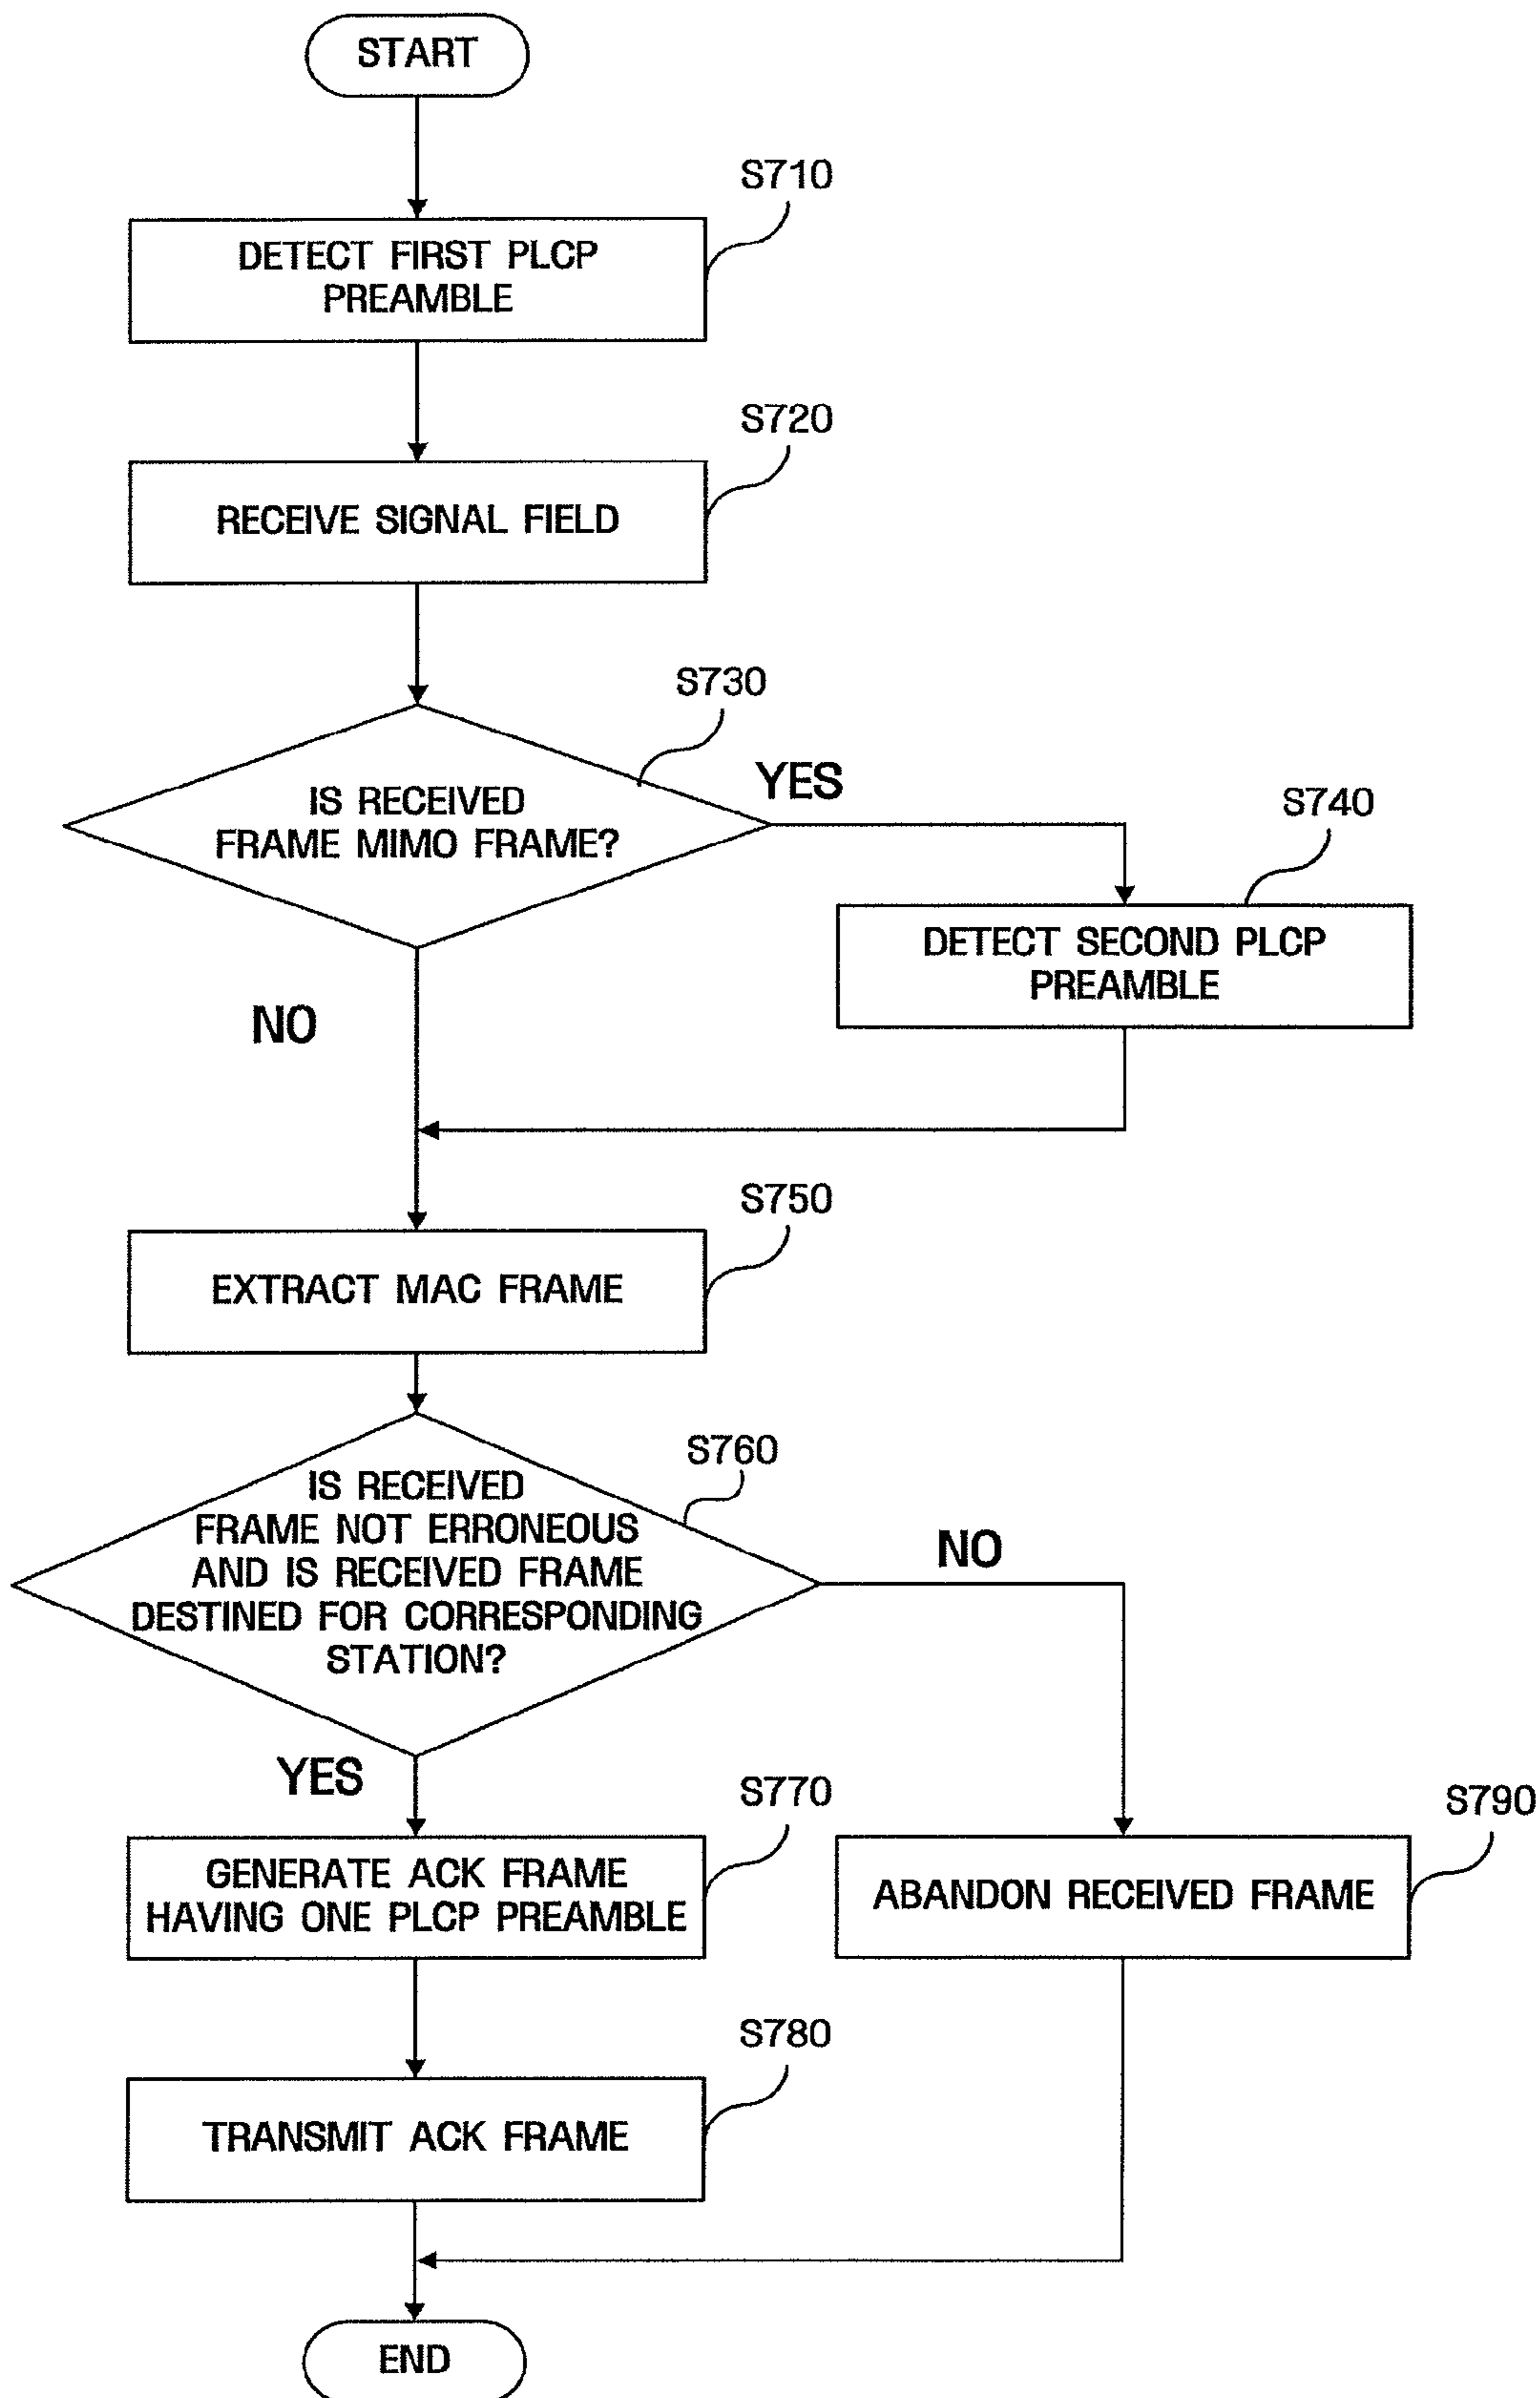 START
S710
DETECT FIRST PLCP
PREAMBLE
S720
RECEIVE SIGNAL FIELD
S730
IS RECEIVED
FRAME MIMO FRAME?
YES
S740
DETECT SECOND PLCP
PREAMBLE
NO
S750
EXTRACT MAC FRAME
S760
IS RECEIVED
FRAME NOT ERRONEOUS
AND IS RECEIVED FRAME
DESTINED FOR CORRESPONDING
STATION?
NO
YES
S770
GENERATE ACK FRAME
HAVING ONE PLCP PREAMBLE
S790
ABANDON RECEIVED FRAME
S780
TRANSMIT ACK FRAME
END